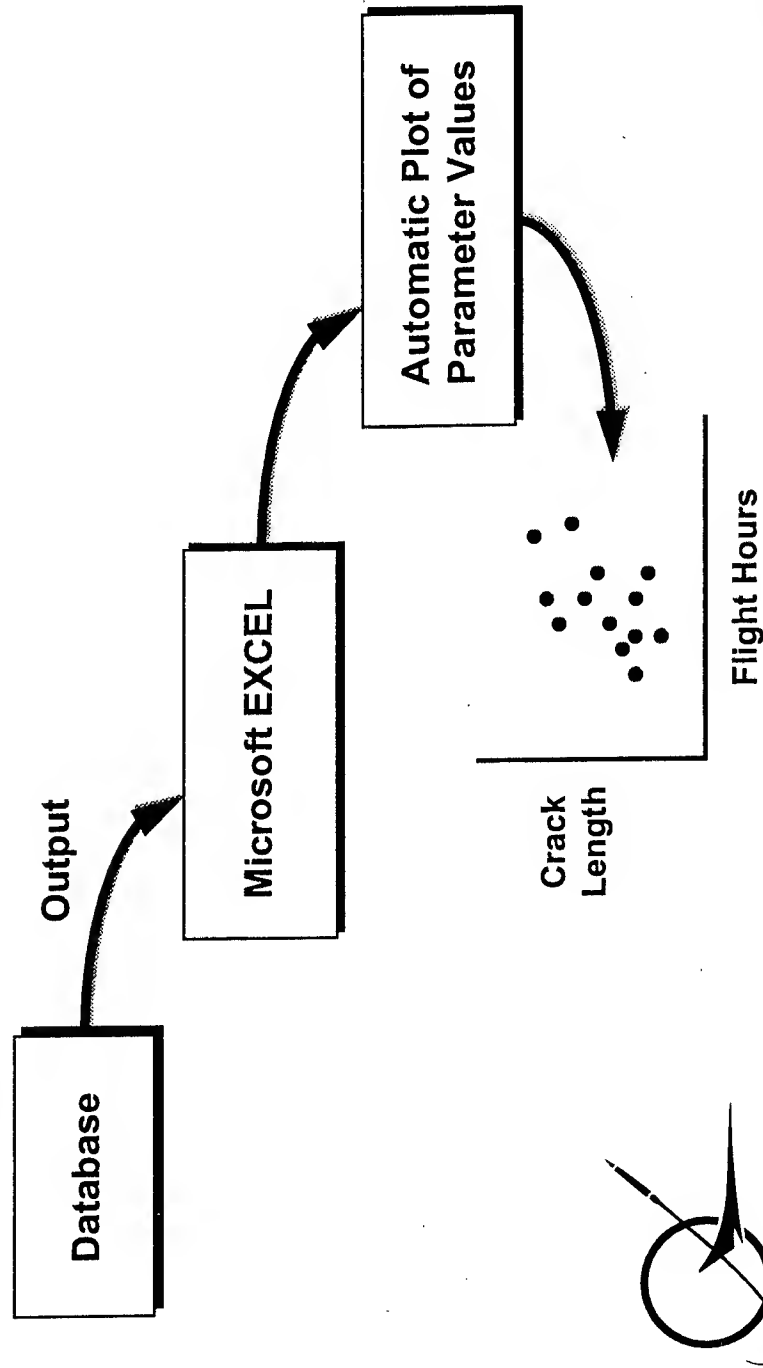 Database
Output
Microsoft EXCEL
Automatic Plot of
Parameter Values
Crack
Length
Flight Hours